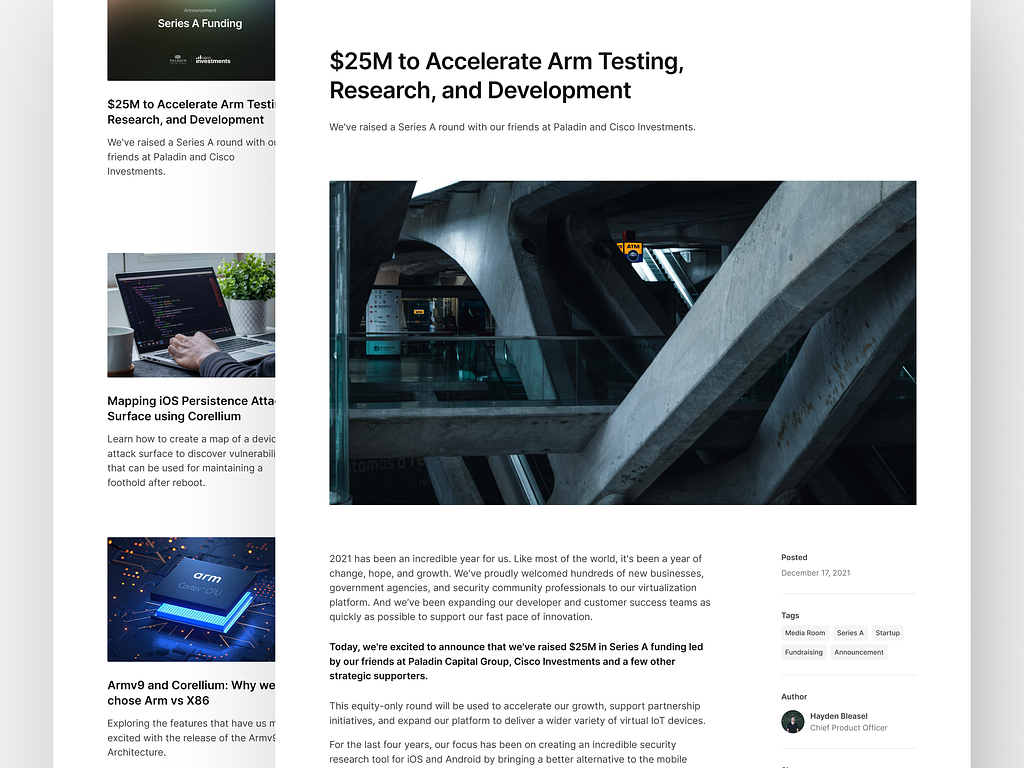 Announcement
Series A Funding
PALADIN
investments
$25M to Accelerate Arm Testi
Research, and Development
We've raised a Series A round with ou
friends at Paladin and Cisco
Investments.
Mapping iOS Persistence Atta
Surface using Corellium
Learn how to create a map of a devic
attack surface to discover vulnerabili
that can be used for maintaining a
foothold after reboot.
arm
Cortex CPU
Armv9 and Corellium: Why we
chose Arm vs X86
Exploring the features that have us m
excited with the release of the Armv9
Architecture.
$25M to Accelerate Arm Testing,
Research, and Development
We've raised a Series A round with our friends at Paladin and Cisco Investments.
ATM
2021 has been an incredible year for us. Like most of the world, it's been a year of
change, hope, and growth. We've proudly welcomed hundreds of new businesses,
government agencies, and security community professionals to our virtualization
platform. And we've been expanding our developer and customer success teams as
quickly as possible to support our fast pace of innovation.
Today, we're excited to announce that we've raised $25M in Series A funding led
by our friends at Paladin Capital Group, Cisco Investments and a few other
strategic supporters.
This equity-only round will be used to accelerate our growth, support partnership
initiatives, and expand our platform to deliver a wider variety of virtual IoT devices.
For the last four years, our focus has been on creating an incredible security
research tool for iOS and Android by bringing a better alternative to the mobile
Posted
December 17, 2021
Tags
Media Room Series A Startup
Fundraising Announcement
Author
Hayden Bleasel
Chief Product Officer